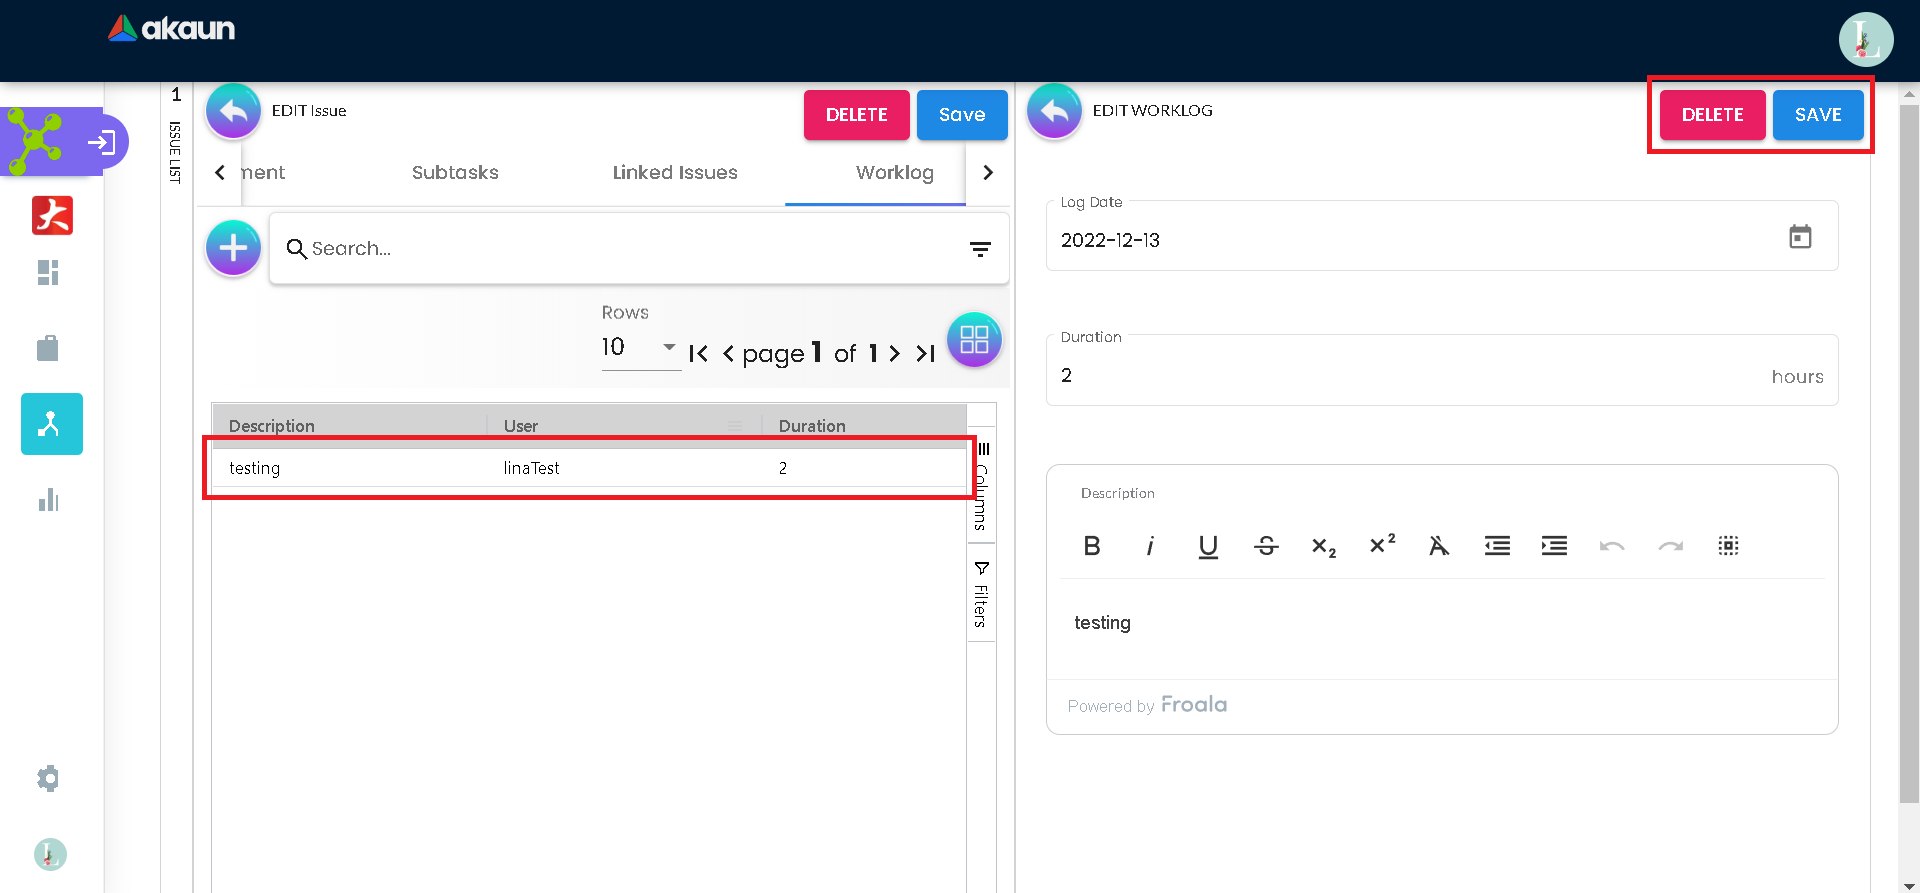 akaun
L
1
ISSUE LIST
EDIT Issue
DELETE
Save
ment
Subtasks
Linked Issues
Worklog
Search...
Rows
10
page 1 of 1
Description
User
Duration
testing
linaTest
2
Columns
Filters
EDIT WORKLOG
DELETE
SAVE
Log Date
2022-12-13
Duration
2
hours
Description
B i U S x₂ x² A
testing
Powered by Froala
L